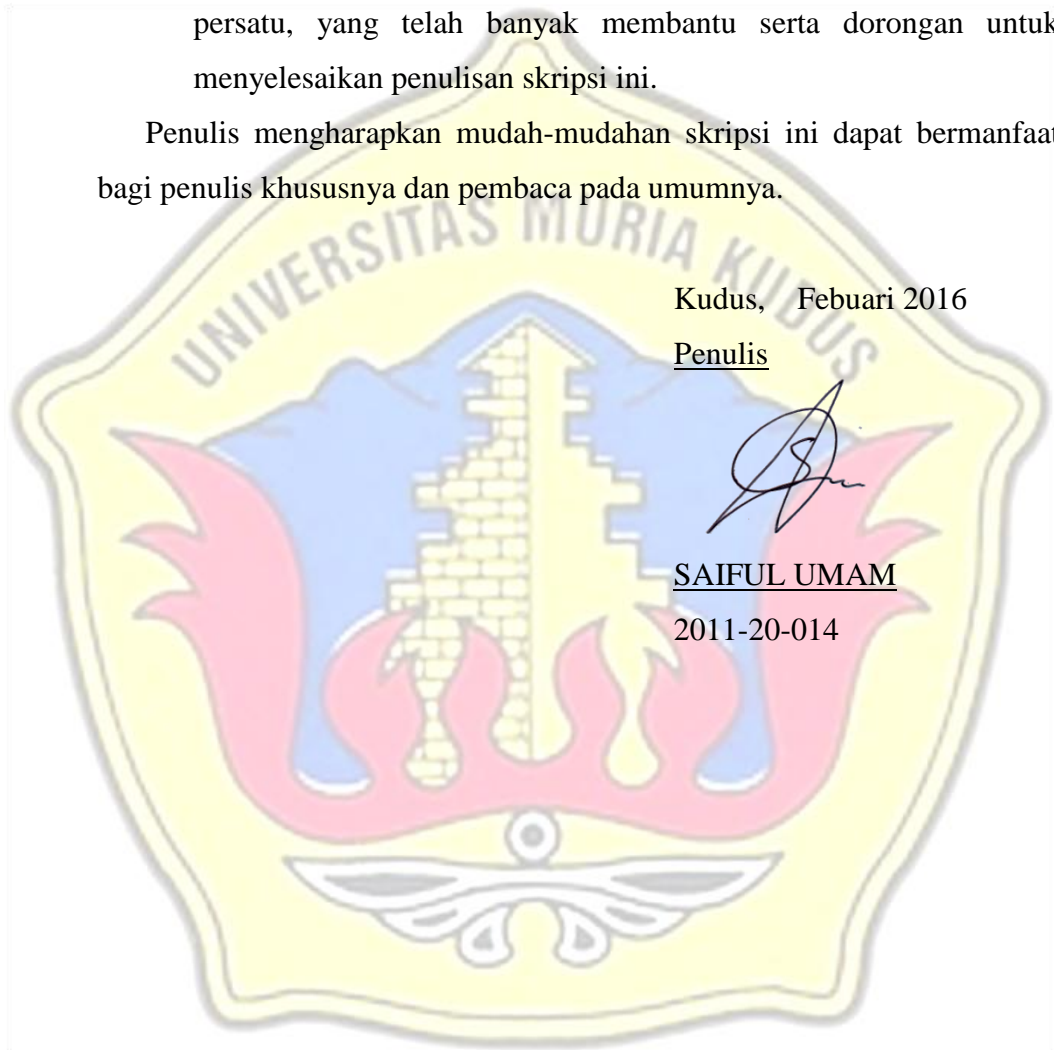 persatu, yang telah banyak membantu serta dorongan untuk
menyelesaikan penulisan skripsi ini.
Penulis mengharapkan mudah-mudahan skripsi ini dapat bermanfaat
bagi penulis khususnya dan pembaca pada umumnya.
UNIVERSITAS MURIA KUDUS
Kudus, Febuari 2016
Penulis
SAIFUL UMAM
2011-20-014